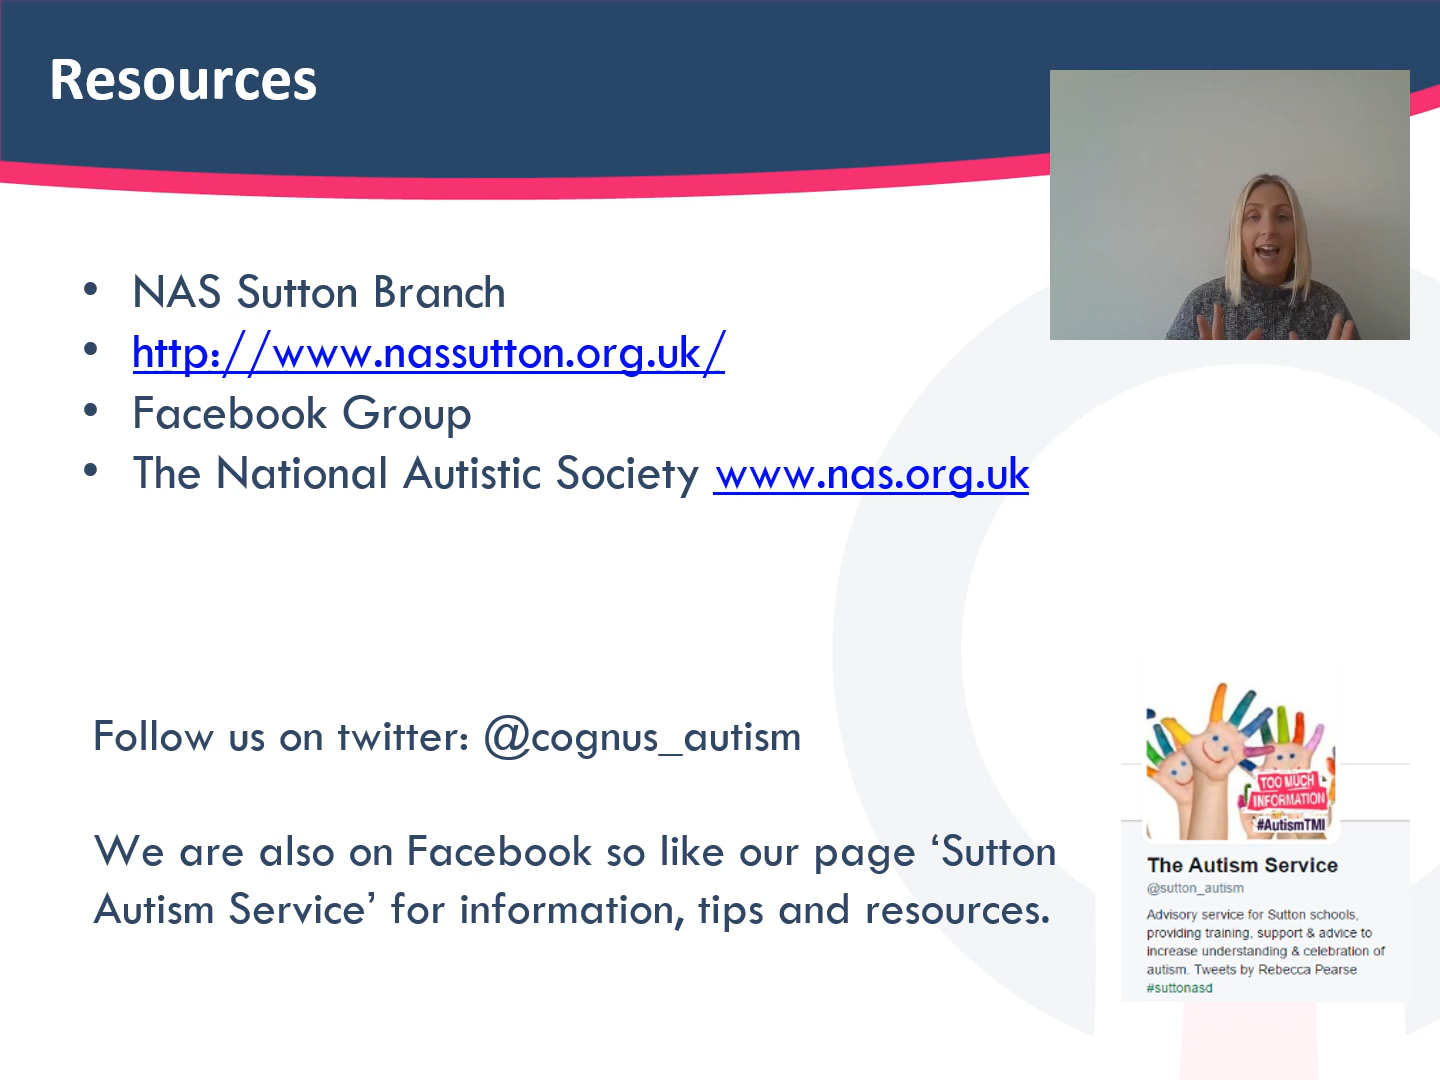 Resources
• NAS Sutton Branch
• http://www.nassutton.org.uk/
• Facebook Group
• The National Autistic Society www.nas.org.uk
Follow us on twitter: @cognus_autism
We are also on Facebook so like our page ‘Sutton
Autism Service’ for information, tips and resources.
TOO MUCH
INFORMATION
#AutismTMI
The Autism Service
@sutton_autism
Advisory service for Sutton schools,
providing training, support & advice to
increase understanding & celebration of
autism. Tweets by Rebecca Pearse
#suttonasd